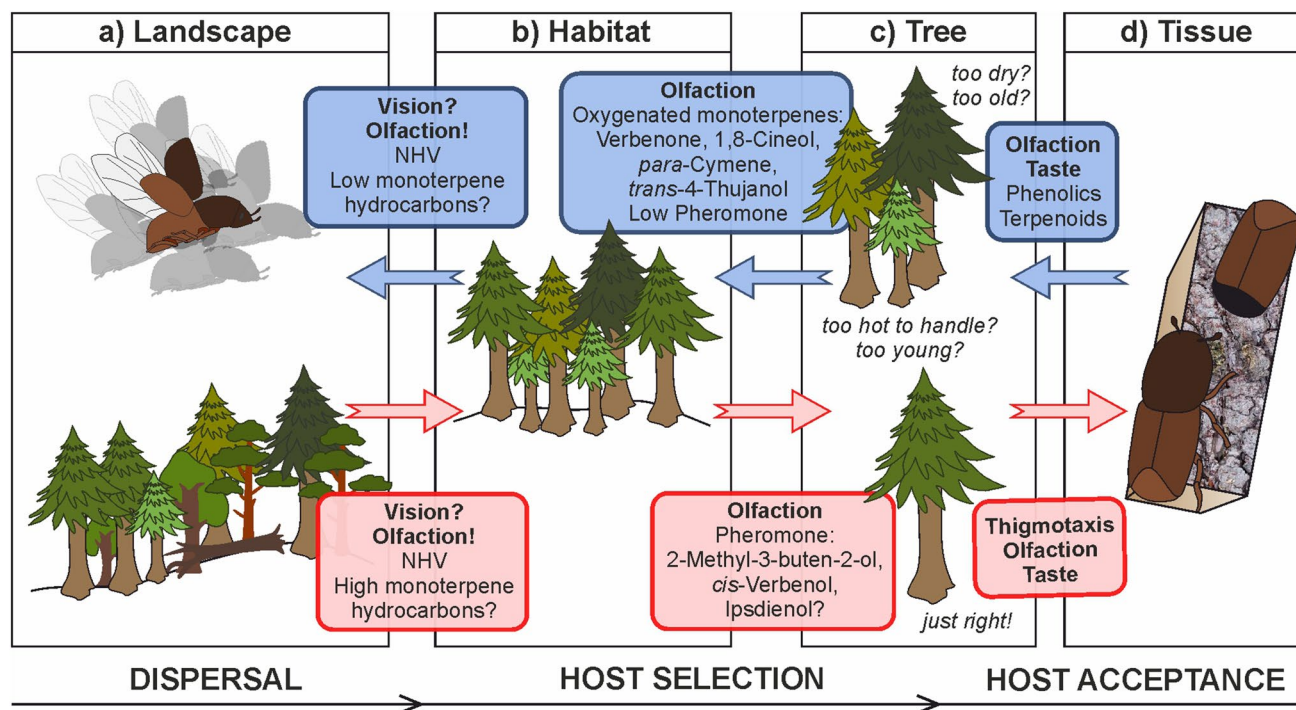 a) Landscape
b) Habitat
c) Tree
d) Tissue
Vision?
Olfaction!
NHV
Low monoterpene
hydrocarbons?
Olfaction
Oxygenated monoterpenes:
Verbenone, 1,8-Cineol,
para-Cymene,
trans-4-Thujanol
Low Pheromone
too dry?
too old?
Olfaction
Taste
Phenolics
Terpenoids
too hot to handle?
too young?
Vision?
Olfaction!
NHV
High monoterpene
hydrocarbons?
Olfaction
Pheromone:
2-Methyl-3-buten-2-ol,
cis-Verbenol,
Ipsdienol?
just right!
Thigmotaxis
Olfaction
Taste
DISPERSAL
HOST SELECTION
HOST ACCEPTANCE